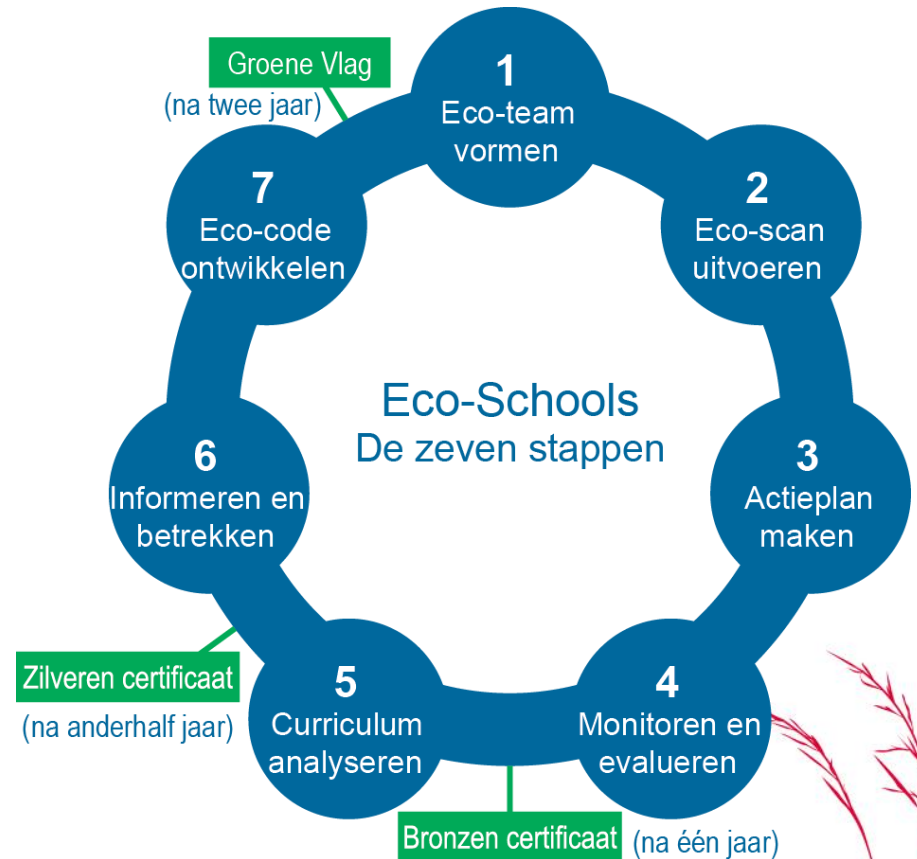 Groene Vlag
(na twee jaar)
1
Eco-team
vormen
2
Eco-scan
uitvoeren
7
Eco-code
ontwikkelen
Eco-Schools
De zeven stappen
3
Actieplan
maken
6
Informeren en
betrekken
4
Monitoren en
evalueren
5
Curriculum
analyseren
Zilveren certificaat
(na anderhalf jaar)
Bronzen certificaat (na één jaar)